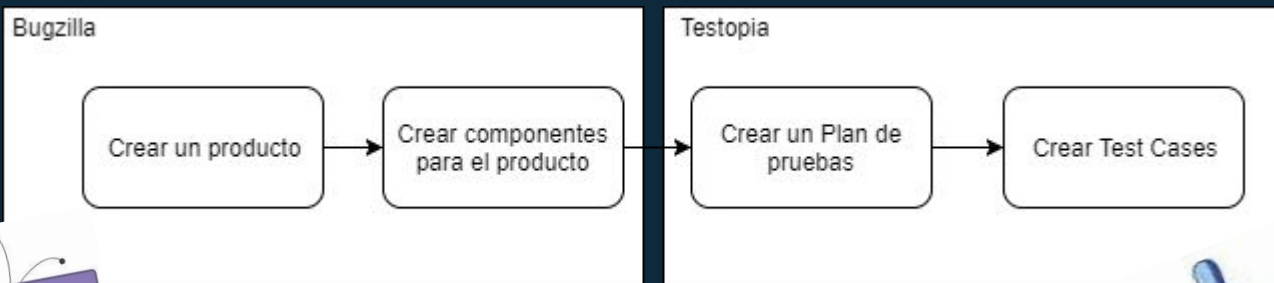 Bugzilla
Testopia
Crear un producto
Crear componentes
para el producto
Crear un Plan de
pruebas
Crear Test Cases